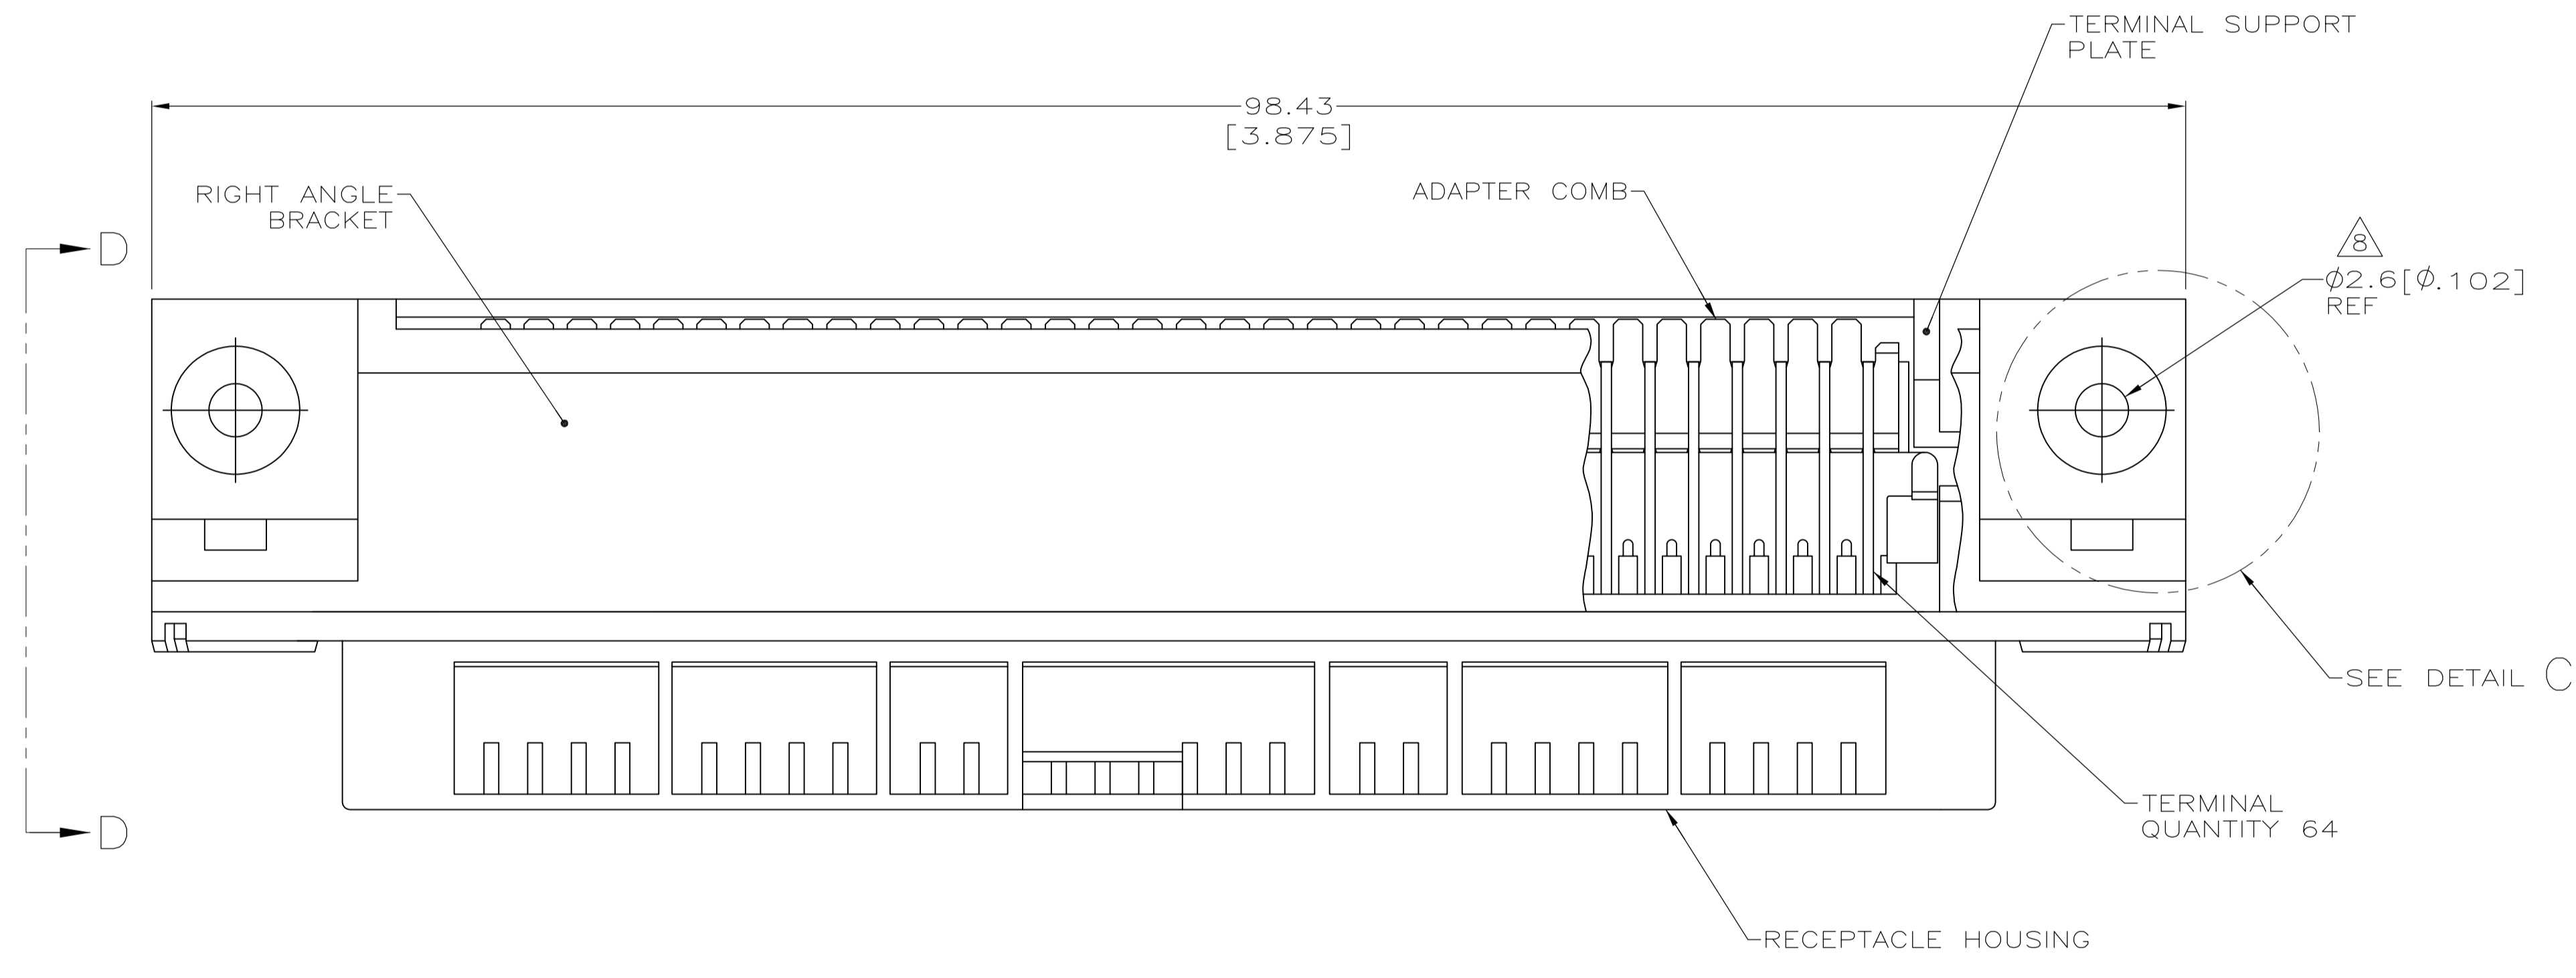 TERMINAL SUPPORT
PLATE
98.43
[3.875]
RIGHT ANGLE
BRACKET
ADAPTER COMB
8
D
Ø2.6[Ø.102]
REF
SEE DETAIL C
TERMINAL
QUANTITY 64
D
RECEPTACLE HOUSING